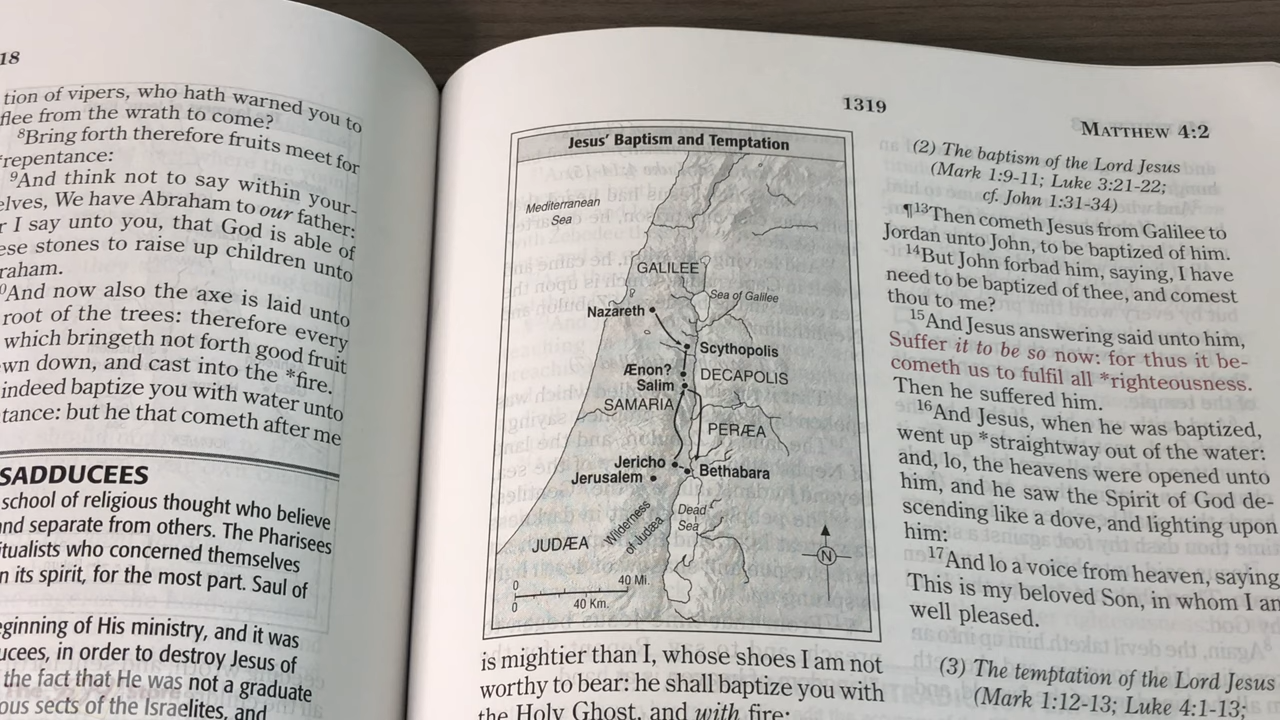 18
tion of vipers, who hath warned you to
flee from the wrath to come?
8Bring forth therefore fruits meet for
repentance:
9And think not to say within your-
elves, We have Abraham to our father:
r I say unto you, that God is able of
ese stones to raise up children unto
raham.
0And now also the axe is laid unto
root of the trees: therefore every
which bringeth not forth good fruit
wn down, and cast into the *fire.
indeed baptize you with water unto
tance: but he that cometh after me
SADDUCEES
school of religious thought who believe
nd separate from others. The Pharisees
itualists who concerned themselves
n its spirit, for the most part. Saul of
eginning of His ministry, and it was
ucees, in order to destroy Jesus of
the fact that He was not a graduate
ous sects of the Israelites, and
1319
MATTHEW 4:2
Jesus' Baptism and Temptation
Mediterranean
Sea
GALILEE
Sea of Galilee
Nazareth
Scythopolis
Ænon?
DECAPOLIS
Salim
SAMARIA
PERÆA
Jericho
Bethabara
Jerusalem
Dead
Sea
Wilderness
of Judæa
JUDÆA
N
0
40 Mi.
0
40 Km.
is mightier than I, whose shoes I am not
worthy to bear: he shall baptize you with
the Holy Ghost, and with fire:
(2) The baptism of the Lord Jesus
(Mark 1:9-11; Luke 3:21-22;
cf. John 1:31-34)
¶13Then cometh Jesus from Galilee to
Jordan unto John, to be baptized of him.
14But John forbad him, saying, I have
need to be baptized of thee, and comest
thou to me?
15And Jesus answering said unto him,
Suffer it to be so now: for thus it be-
cometh us to fulfil all *righteousness.
Then he suffered him.
16And Jesus, when he was baptized,
went up *straightway out of the water:
and, lo, the heavens were opened unto
him, and he saw the Spirit of God de-
scending like a dove, and lighting upon
him:
17And lo a voice from heaven, saying
This is my beloved Son, in whom I am
well pleased.
(3) The temptation of the Lord Jesus
(Mark 1:12-13; Luke 4:1-13;